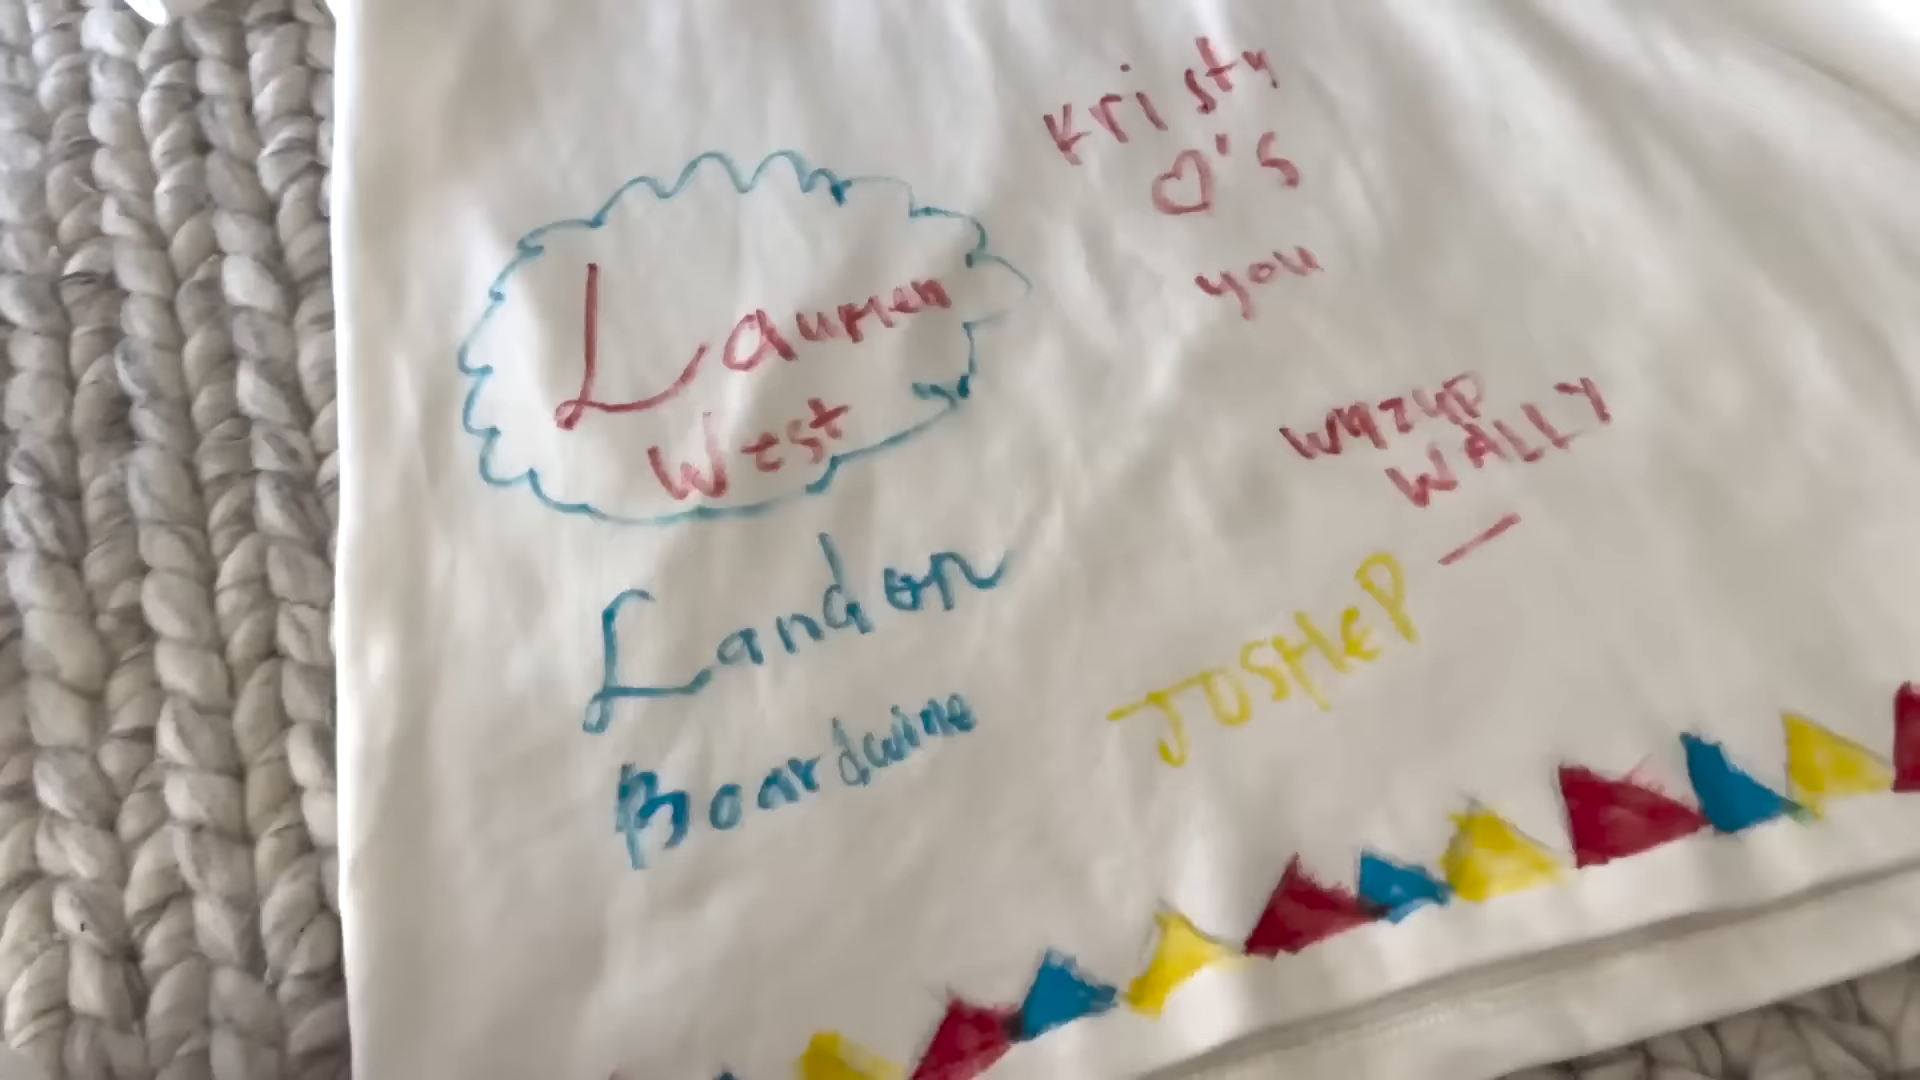 Kristy
♡'s
you
Lauren
West
wazup
WALLY
Landon
Boardwine
JOSHEP